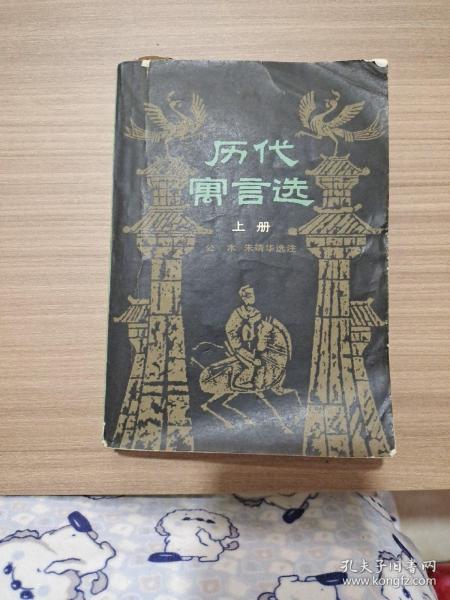 历代
寓言选
上册
公木 朱靖华选注
孔夫子旧书网
www.kongfz.com